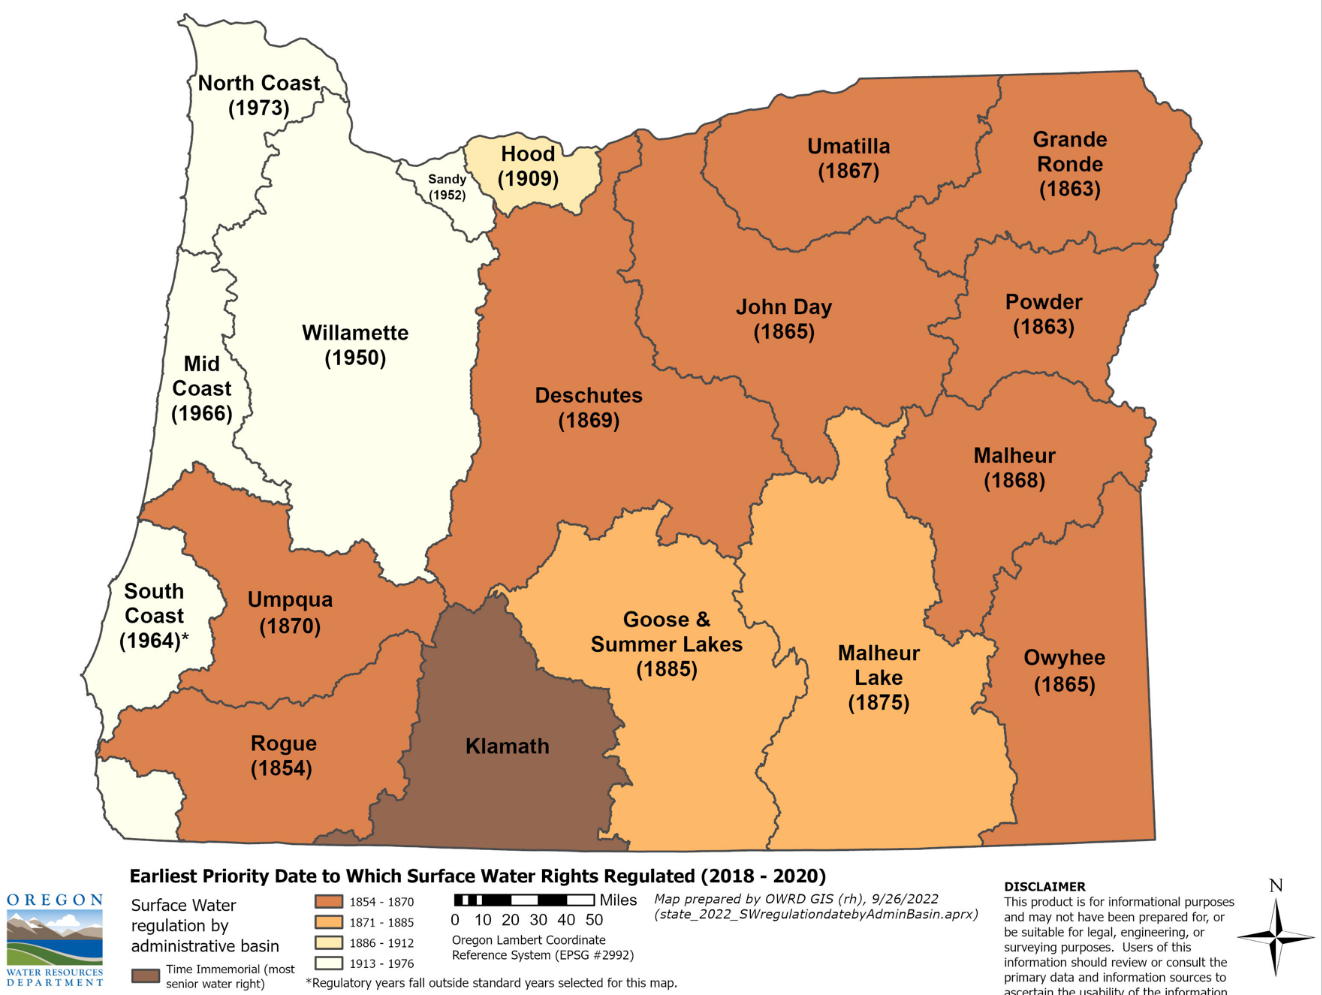 North Coast
(1973)
Hood
(1909)
Sandy
(1952)
Umatilla
(1867)
Grande
Ronde
(1863)
John Day
(1865)
Powder
(1863)
Willamette
(1950)
Mid
Coast
(1966)
Deschutes
(1869)
Malheur
(1868)
South
Coast
(1964)*
Umpqua
(1870)
Goose &
Summer Lakes
(1885)
Malheur
Lake
(1875)
Owyhee
(1865)
Rogue
(1854)
Klamath
Earliest Priority Date to Which Surface Water Rights Regulated (2018 - 2020)
OREGON
WATER RESOURCES
DEPARTMENT
Surface Water
regulation by
administrative basin
Time Immemorial (most
senior water right)
1854 - 1870
1871 - 1885
1886 - 1912
1913 - 1976
*Regulatory years fall outside standard years selected for this map.
Miles
0 10 20 30 40 50
Oregon Lambert Coordinate
Reference System (EPSG #2992)
Map prepared by OWRD GIS (rh), 9/26/2022
(state_2022_SWregulationdatebyAdminBasin.aprx)
DISCLAIMER
This product is for informational purposes
and may not have been prepared for, or
be suitable for legal, engineering, or
surveying purposes. Users of this
information should review or consult the
primary data and information sources to
ascertain the usability of the information
N